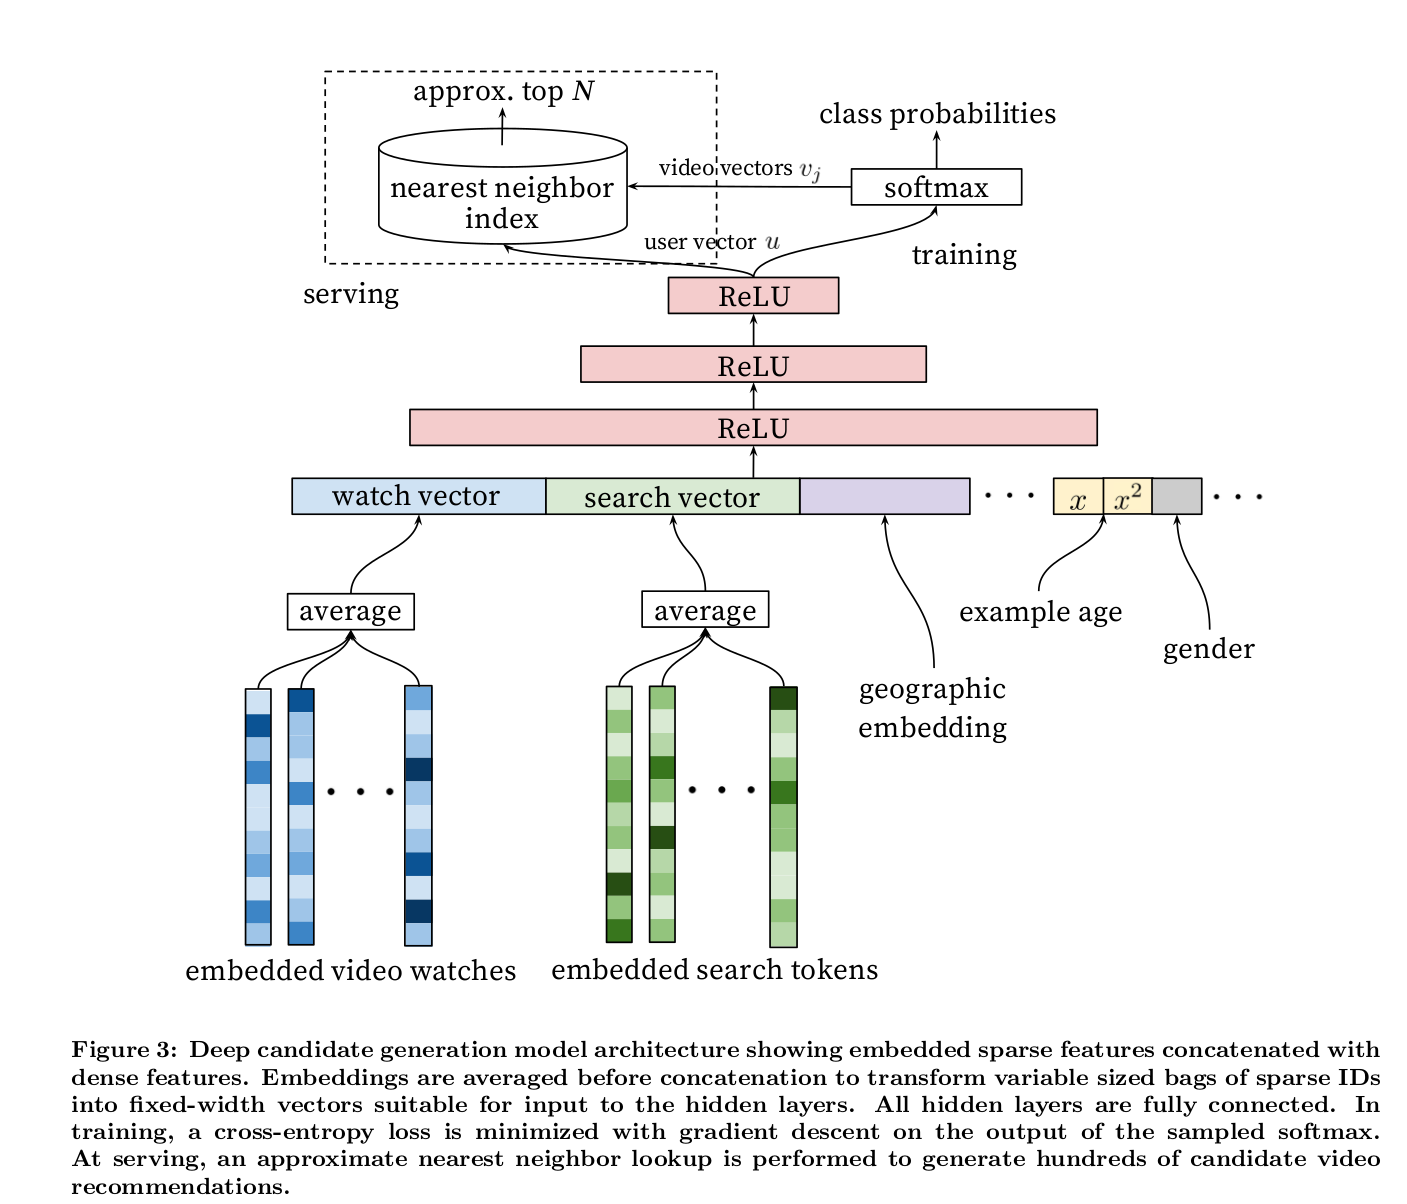 approx. top N
class probabilities
video vectors v_j
nearest neighbor
index
softmax
user vector u
training
serving
ReLU
ReLU
ReLU
watch vector
search vector
. . .
x
x²
. . .
average
average
example age
gender
geographic
embedding
. . .
. . .
embedded video watches
embedded search tokens
Figure 3: Deep candidate generation model architecture showing embedded sparse features concatenated with
dense features. Embeddings are averaged before concatenation to transform variable sized bags of sparse IDs
into fixed-width vectors suitable for input to the hidden layers. All hidden layers are fully connected. In
training, a cross-entropy loss is minimized with gradient descent on the output of the sampled softmax.
At serving, an approximate nearest neighbor lookup is performed to generate hundreds of candidate video
recommendations.